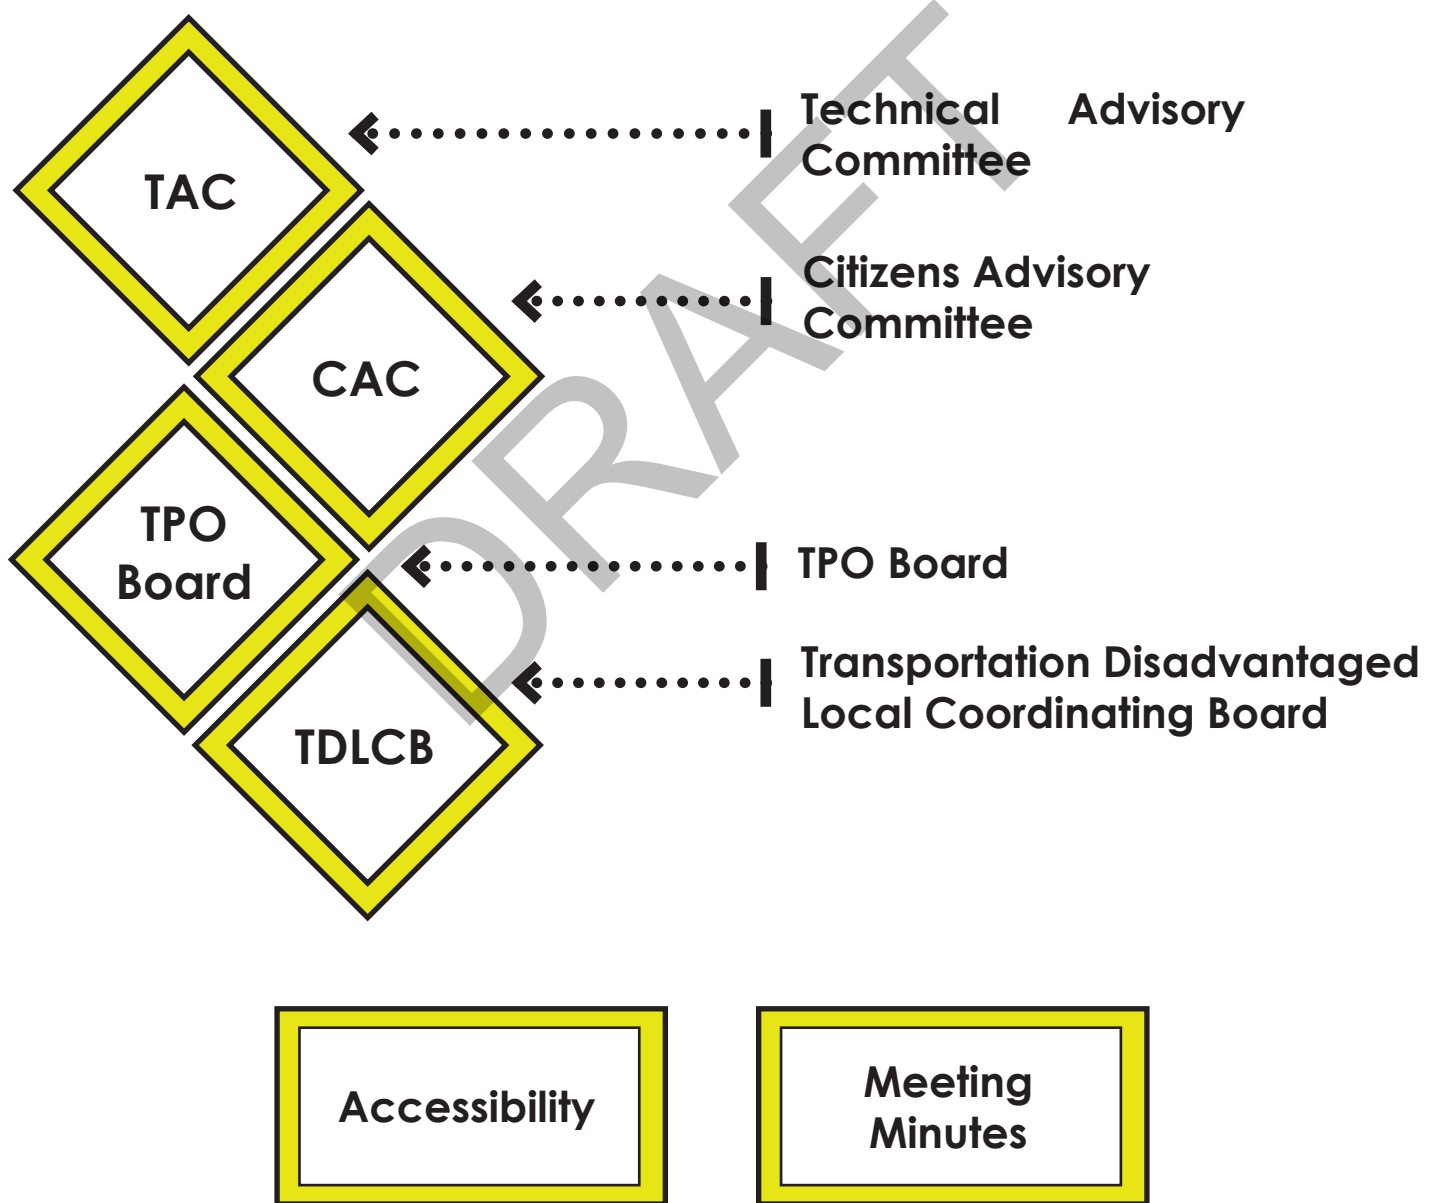 TAC
Technical Advisory
Committee
CAC
Citizens Advisory
Committee
TPO
Board
TPO Board
TDLCB
Transportation Disadvantaged
Local Coordinating Board
DRAFT
Accessibility
Meeting
Minutes